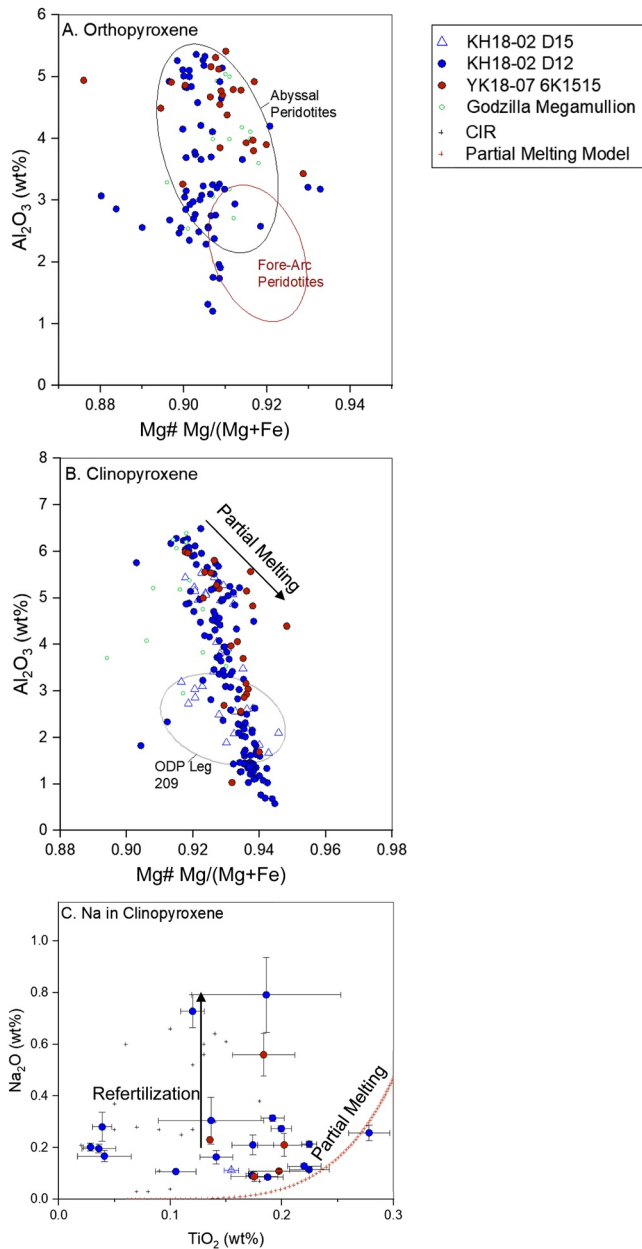 A. Orthopyroxene
6
5
4
3
2
1
0
Al2O3 (wt%)
Abyssal
Peridotites
Fore-Arc
Peridotites
0.88
0.90
0.92
0.94
Mg# Mg/(Mg+Fe)
KH18-02 D15
KH18-02 D12
YK18-07 6K1515
Godzilla Megamullion
CIR
Partial Melting Model
B. Clinopyroxene
8
7
6
5
4
3
2
1
0
Al2O3 (wt%)
Partial Melting
ODP Leg
209
0.88
0.90
0.92
0.94
0.96
0.98
Mg# Mg/(Mg+Fe)
C. Na in Clinopyroxene
1.0
0.8
0.6
0.4
0.2
0.0
Na2O (wt%)
Refertilization
Partial Melting
0.0
0.1
0.2
0.3
TiO2 (wt%)